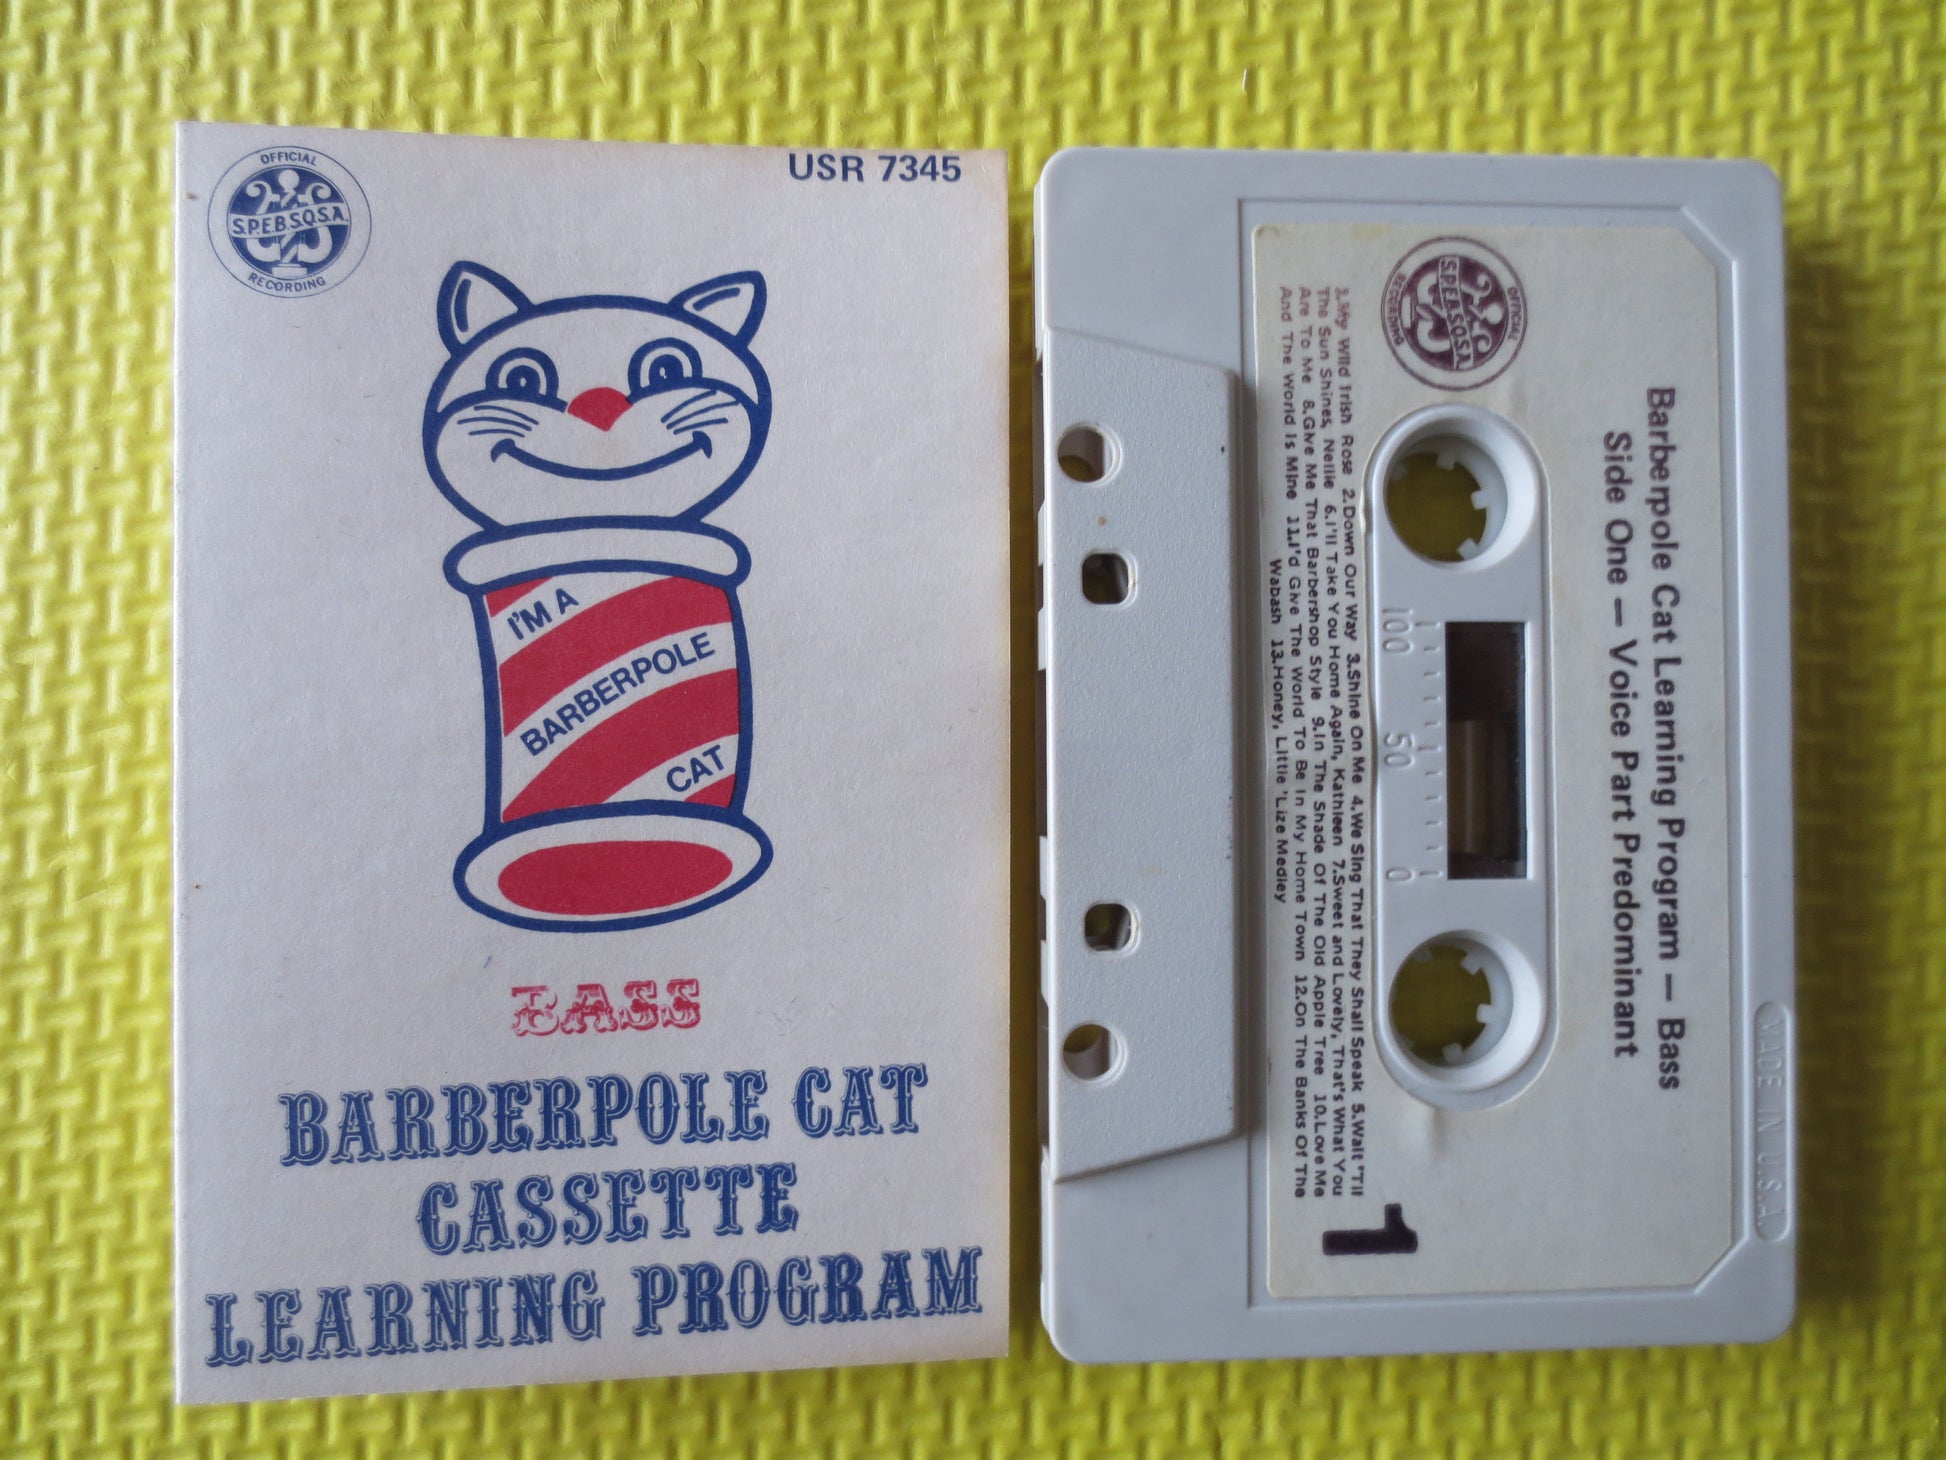 OFFICIAL
S.P.E.B.S.Q.S.A.
RECORDING
USR 7345
I'M A
BARBERPOLE
CAT
BASS
BARBERPOLE CAT
CASSETTE
LEARNING PROGRAM
Barberpole Cat Learning Program — Bass
Side One — Voice Part Predominant
OFFICIAL
S.P.E.B.S.Q.S.A.
RECORDING
100 50 0
1.My Wild Irish Rose 2.Down Our Way 3.Shine On Me 4.We Sing That They Shall Speak 5.Wait 'Til
The Sun Shines, Nellie 6.I'll Take You Home Again, Kathleen 7.Sweet and Lovely, That's What You
Are To Me 8.Give Me That Barbershop Style 9.In The Shade Of The Old Apple Tree 10.Love Me
And The World Is Mine 11.I'd Give The World To Be In My Home Town 12.On The Banks Of The
Wabash 13.Honey, Little 'Lize Medley
1
MADE IN U.S.A.